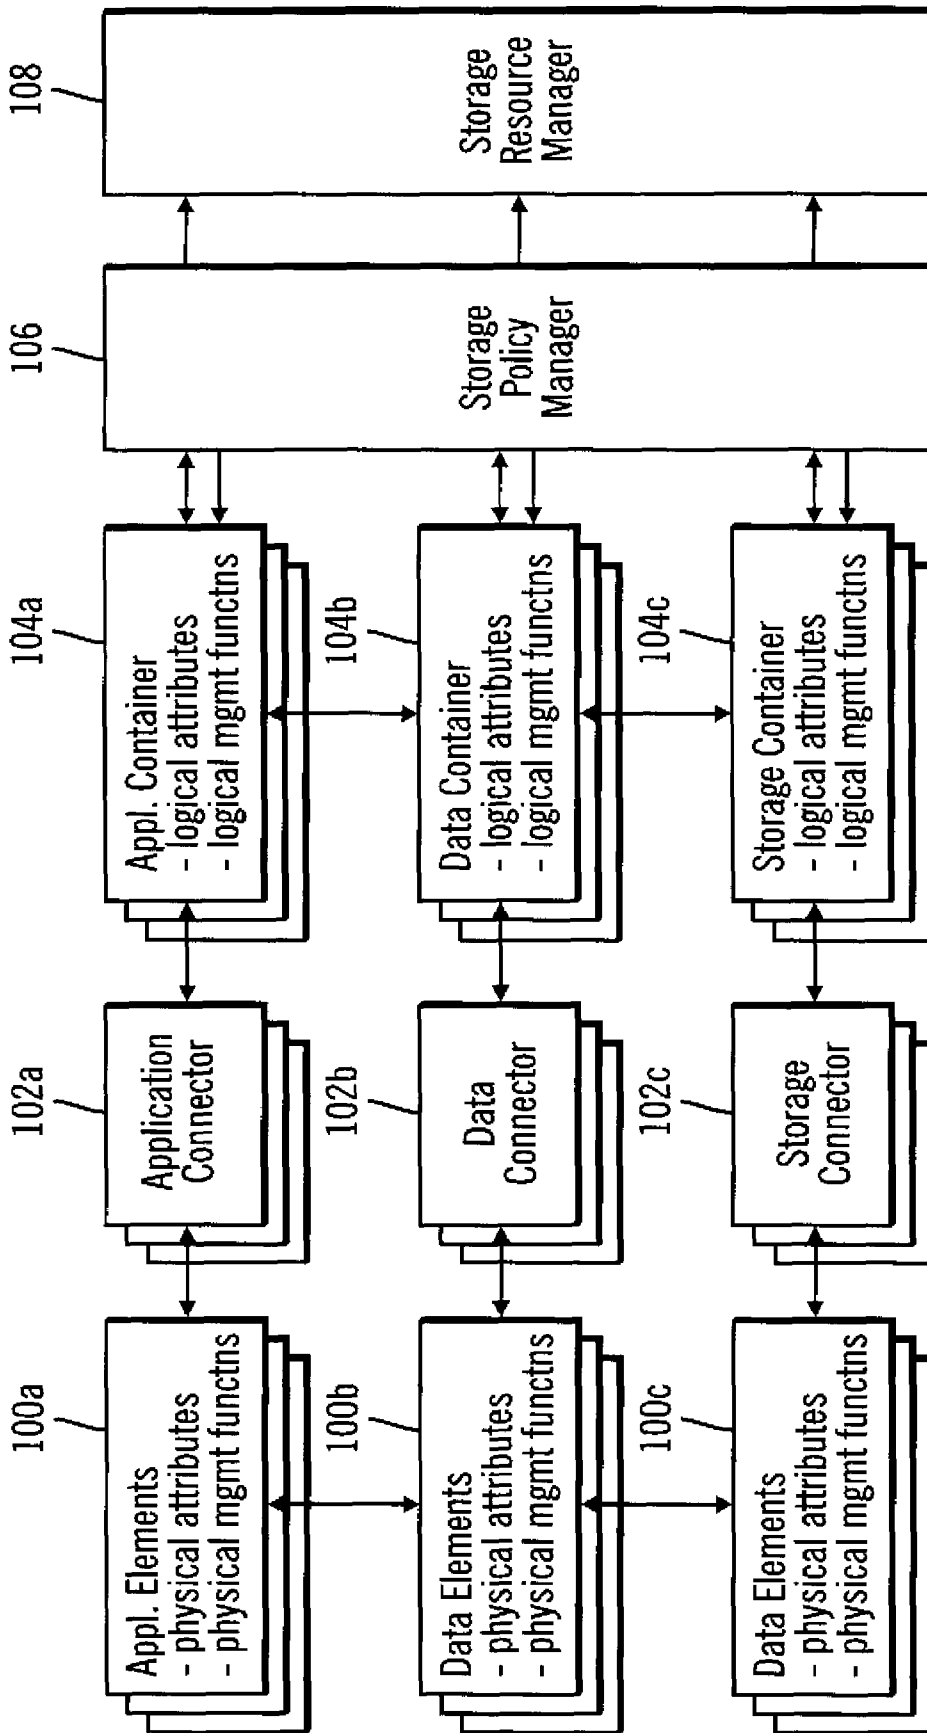 100a
Appl. Elements
- physical attributes
- physical mgmt functns
102a
Application
Connector
104a
Appl. Container
- logical attributes
- logical mgmt functns
106
Storage
Policy
Manager
108
Storage
Resource
Manager
100b
Data Elements
- physical attributes
- physical mgmt functns
102b
Data
Connector
104b
Data Container
- logical attributes
- logical mgmt functns
100c
Data Elements
- physical attributes
- physical mgmt functns
102c
Storage
Connector
104c
Storage Container
- logical attributes
- logical mgmt functns